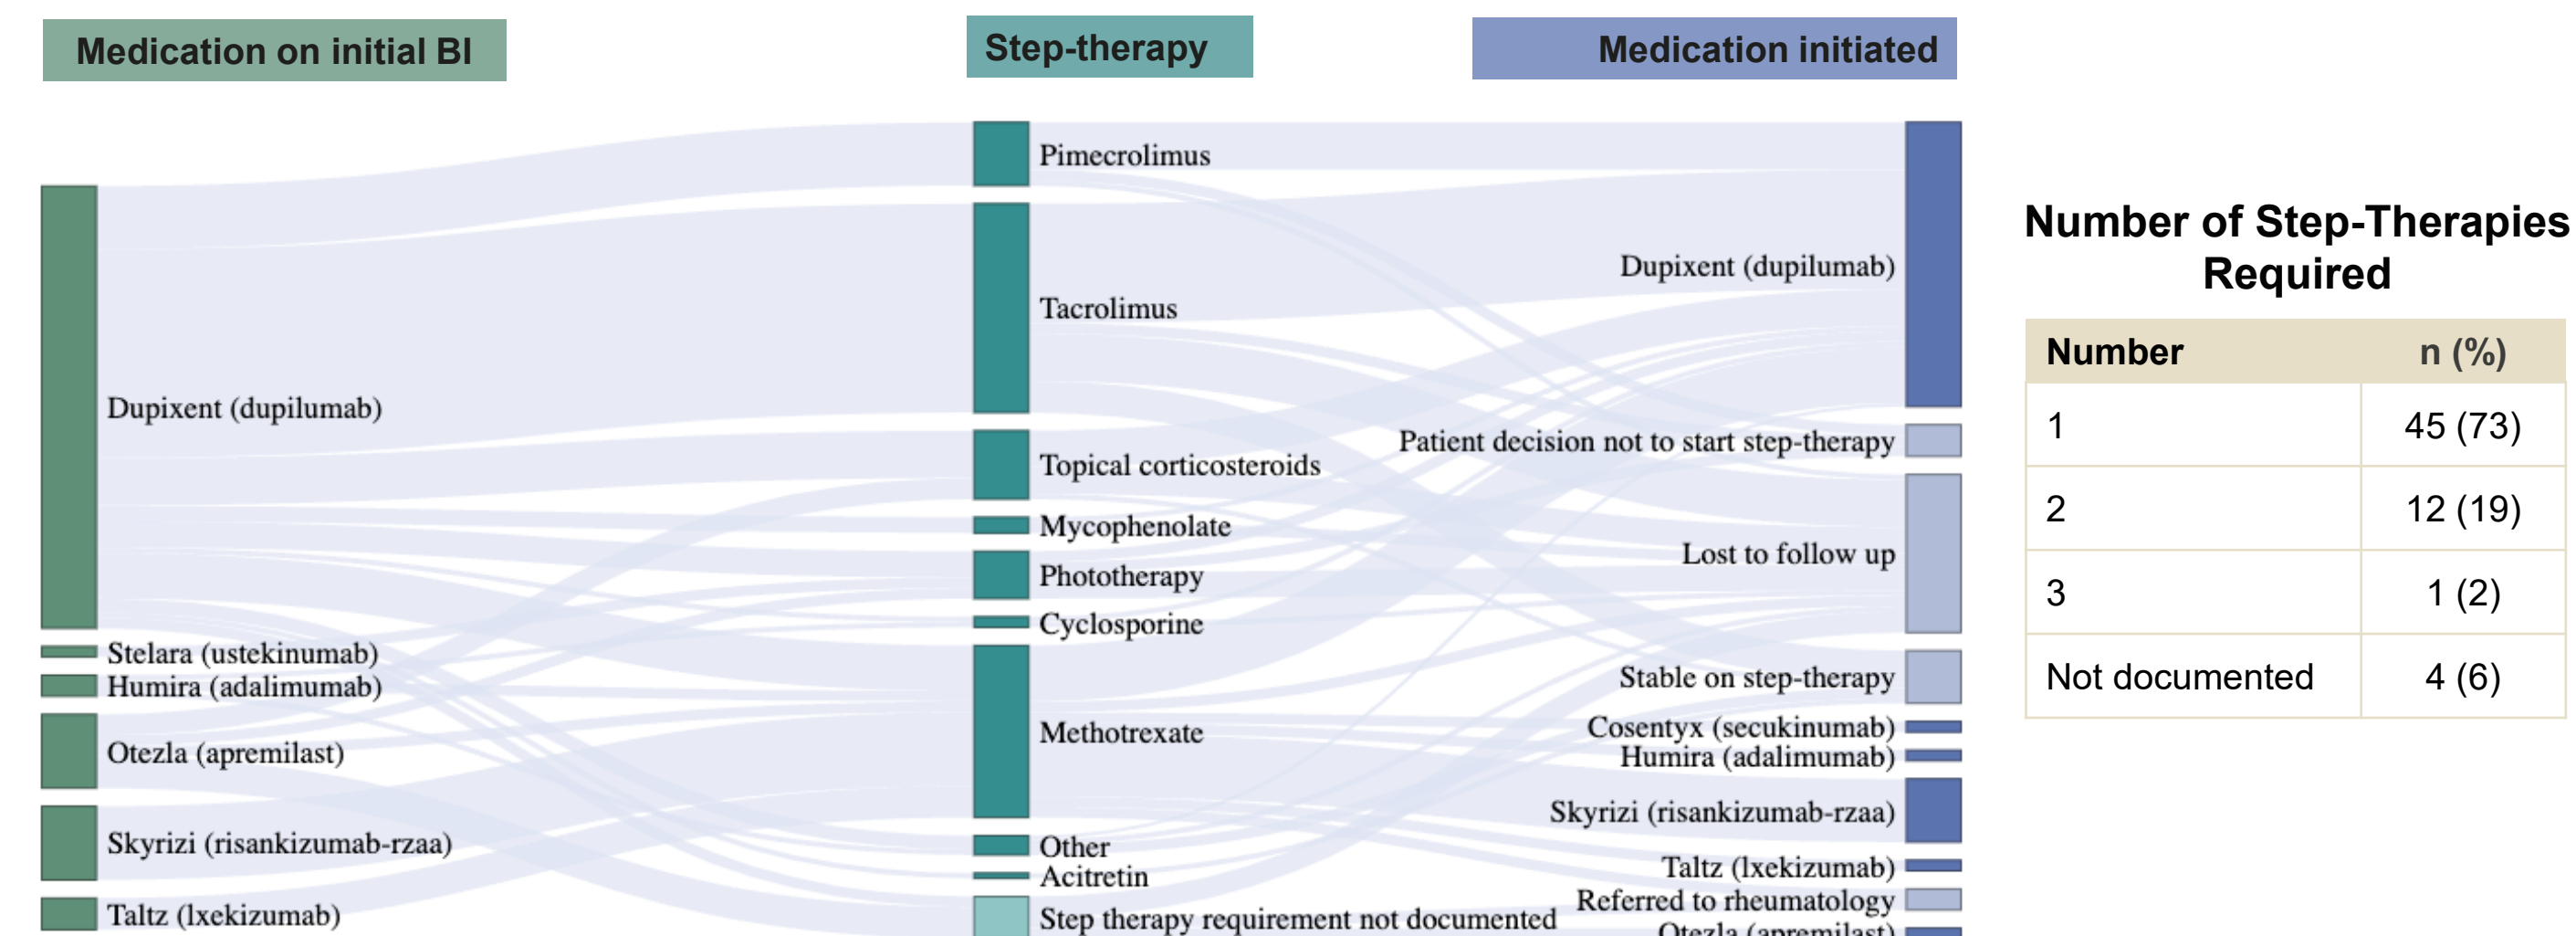 Medication on initial BI
Step-therapy
Medication initiated
Dupixent (dupilumab)
Stelara (ustekinumab)
Humira (adalimumab)
Otezla (apremilast)
Skyrizi (risankizumab-rzaa)
Taltz (lxekizumab)
Pimecrolimus
Tacrolimus
Topical corticosteroids
Mycophenolate
Phototherapy
Cyclosporine
Methotrexate
Other
Acitretin
Step therapy requirement not documented
Dupixent (dupilumab)
Patient decision not to start step-therapy
Lost to follow up
Stable on step-therapy
Cosentyx (secukinumab)
Humira (adalimumab)
Skyrizi (risankizumab-rzaa)
Taltz (lxekizumab)
Referred to rheumatology
Otezla (apremilast)
Number of Step-Therapies
Required
Number n (%)
1 45 (73)
2 12 (19)
3 1 (2)
Not documented 4 (6)